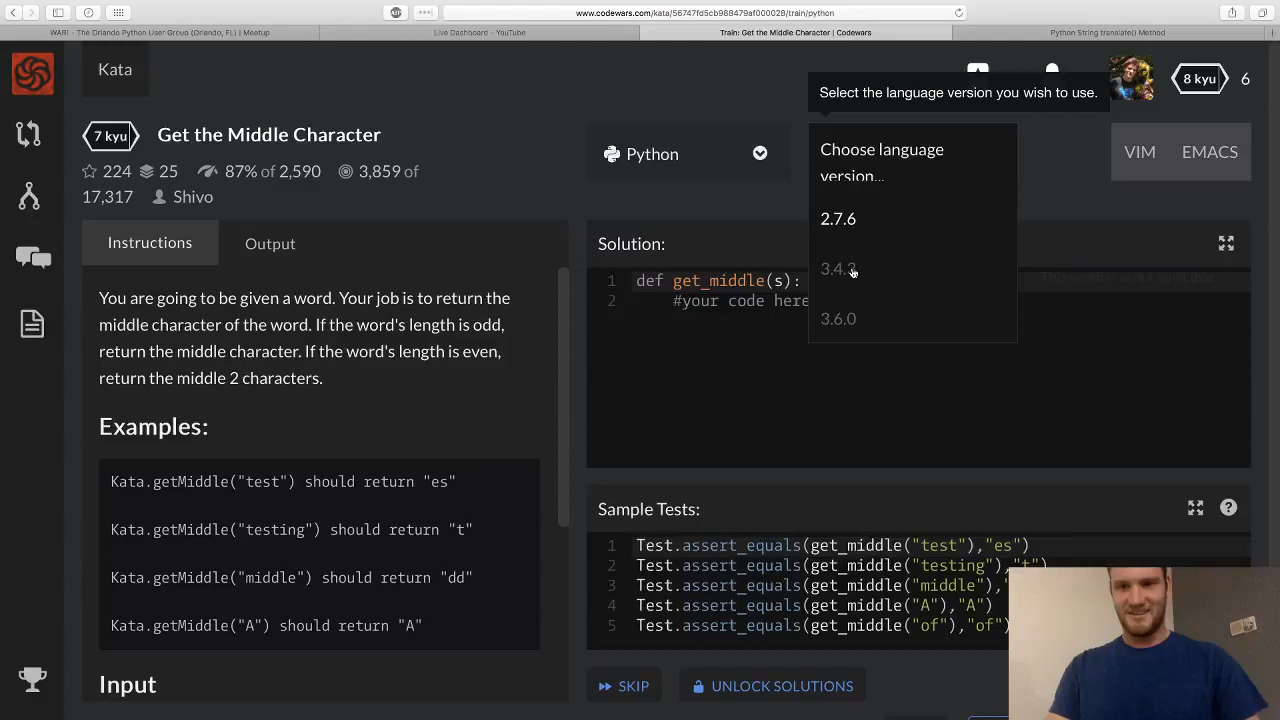 www.codewars.com/kata/56747fd5cb988479af000028/train/python
WARI - The Orlando Python User Group (Orlando, FL) | Meetup
Live Dashboard - YouTube
Train: Get the Middle Character | Codewars
Python String translate() Method
Kata
8 kyu
6
Select the language version you wish to use.
7 kyu
Get the Middle Character
Python
Choose language
version...
VIM
EMACS
224
25
87% of 2,590
3,859 of
17,317
Shivo
2.7.6
3.4.3
3.6.0
Instructions
Output
Solution:
1 def get_middle(s):
2 #your code here
This version is not available
You are going to be given a word. Your job is to return the
middle character of the word. If the word's length is odd,
return the middle character. If the word's length is even,
return the middle 2 characters.
Examples:
Kata.getMiddle("test") should return "es"
Kata.getMiddle("testing") should return "t"
Kata.getMiddle("middle") should return "dd"
Kata.getMiddle("A") should return "A"
Input
Sample Tests:
?
1 Test.assert_equals(get_middle("test"),"es")
2 Test.assert_equals(get_middle("testing"),"t")
3 Test.assert_equals(get_middle("middle"),"
4 Test.assert_equals(get_middle("A"),"A")
5 Test.assert_equals(get_middle("of"),"of")
SKIP
UNLOCK SOLUTIONS